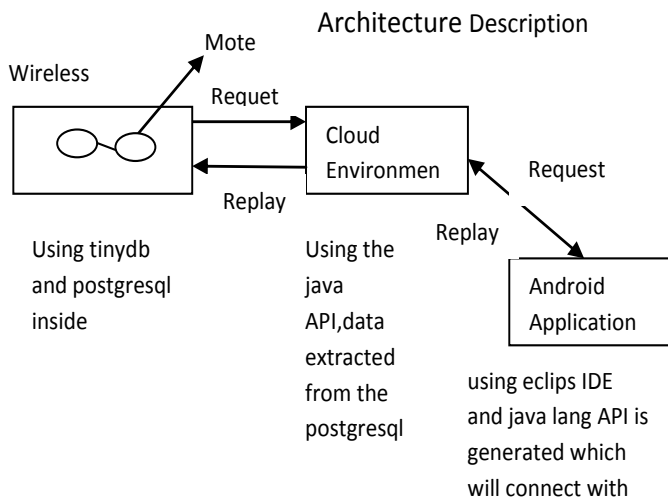 Architecture Description
Mote
Wireless
Requet
Replay
Cloud
Environmen
Request
Replay
Android
Application
Using tinydb
and postgresql
inside
Using the
java
API,data
extracted
from the
postgresql
using eclips IDE
and java lang API is
generated which
will connect with